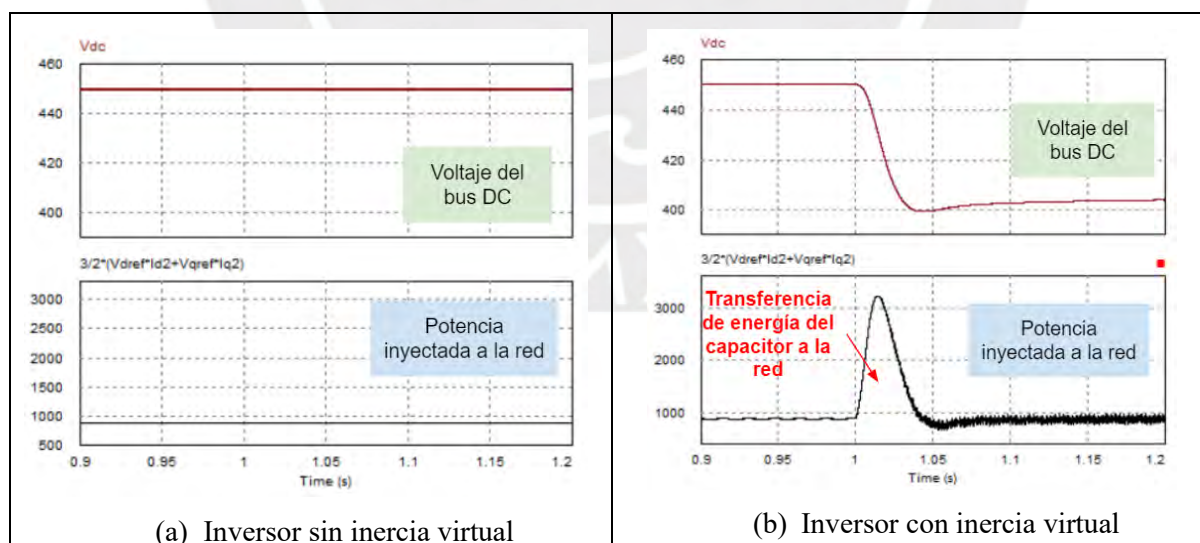 Vdc
460
440
420
400
Voltaje del
bus DC
3/2*(Vdref*Id2+Vqref*Iq2)
3000
2500
2000
1500
1000
500
Potencia
inyectada a la red
0.9
0.95
1
1.05
1.1
1.15
1.2
Time (s)
(a) Inversor sin inercia virtual
Vdc
460
440
420
400
Voltaje del
bus DC
3/2*(Vdref*Id2+Vqref*Iq2)
3000
2000
1000
Transferencia
de energía del
capacitor a la
red
Potencia
inyectada a la red
0.9
0.95
1
1.05
1.1
1.15
1.2
Time (s)
(b) Inversor con inercia virtual